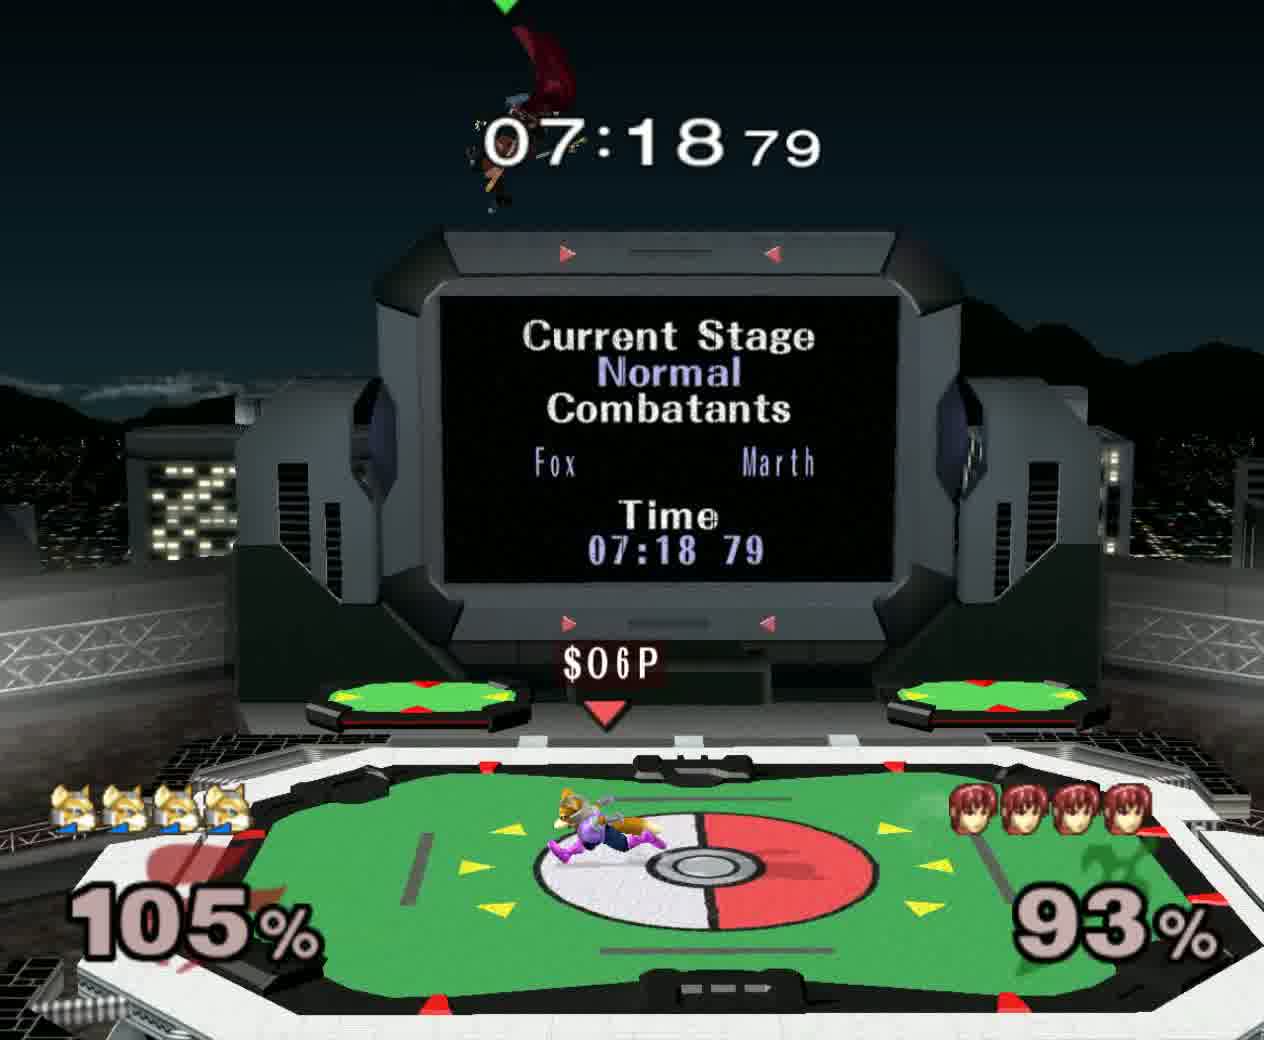 07:18 79
Current Stage
Normal
Combatants
Fox Marth
Time
07:18 79
$06P
105%
93%